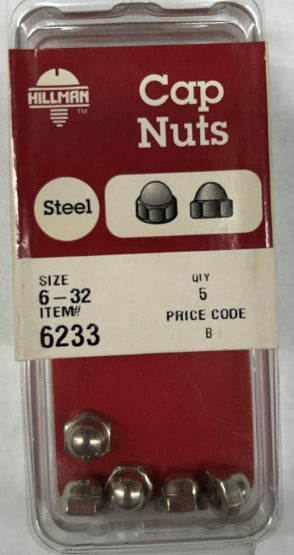 HILLMAN
TM
Cap
Nuts
Steel
SIZE QTY
6-32 5
ITEM# PRICE CODE
6233 B